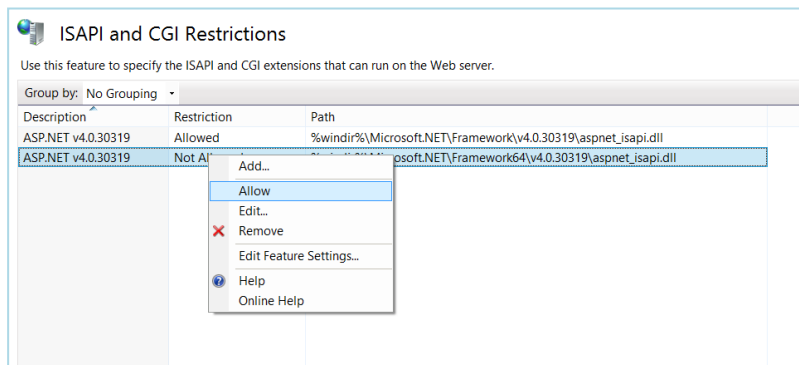 ISAPI and CGI Restrictions
Use this feature to specify the ISAPI and CGI extensions that can run on the Web server.
Group by: No Grouping
Description Restriction Path
ASP.NET v4.0.30319 Allowed %windir%\Microsoft.NET\Framework\v4.0.30319\aspnet_isapi.dll
ASP.NET v4.0.30319 Not osoft.NET\Framework64\v4.0.30319\aspnet_isapi.dll
Add...
Allow
Edit...
Remove
Edit Feature Settings...
Help
Online Help